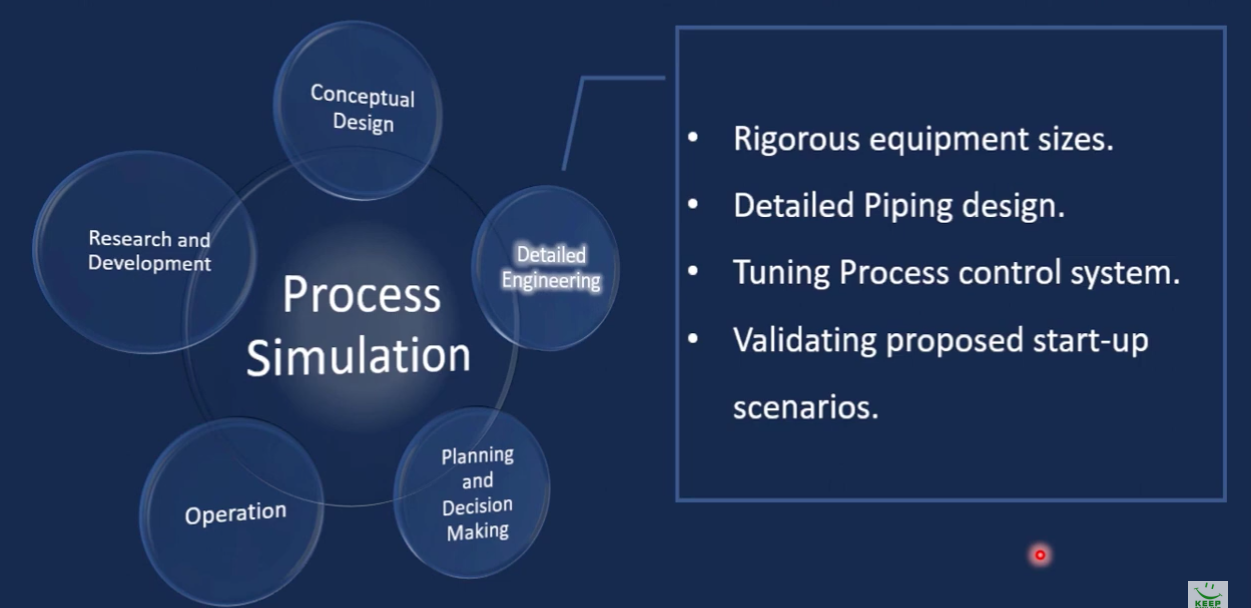 Conceptual
Design
Research and
Development
Detailed
Engineering
Process
Simulation
Operation
Planning
and
Decision
Making
• Rigorous equipment sizes.
• Detailed Piping design.
• Tuning Process control system.
• Validating proposed start-up
scenarios.
KEEP